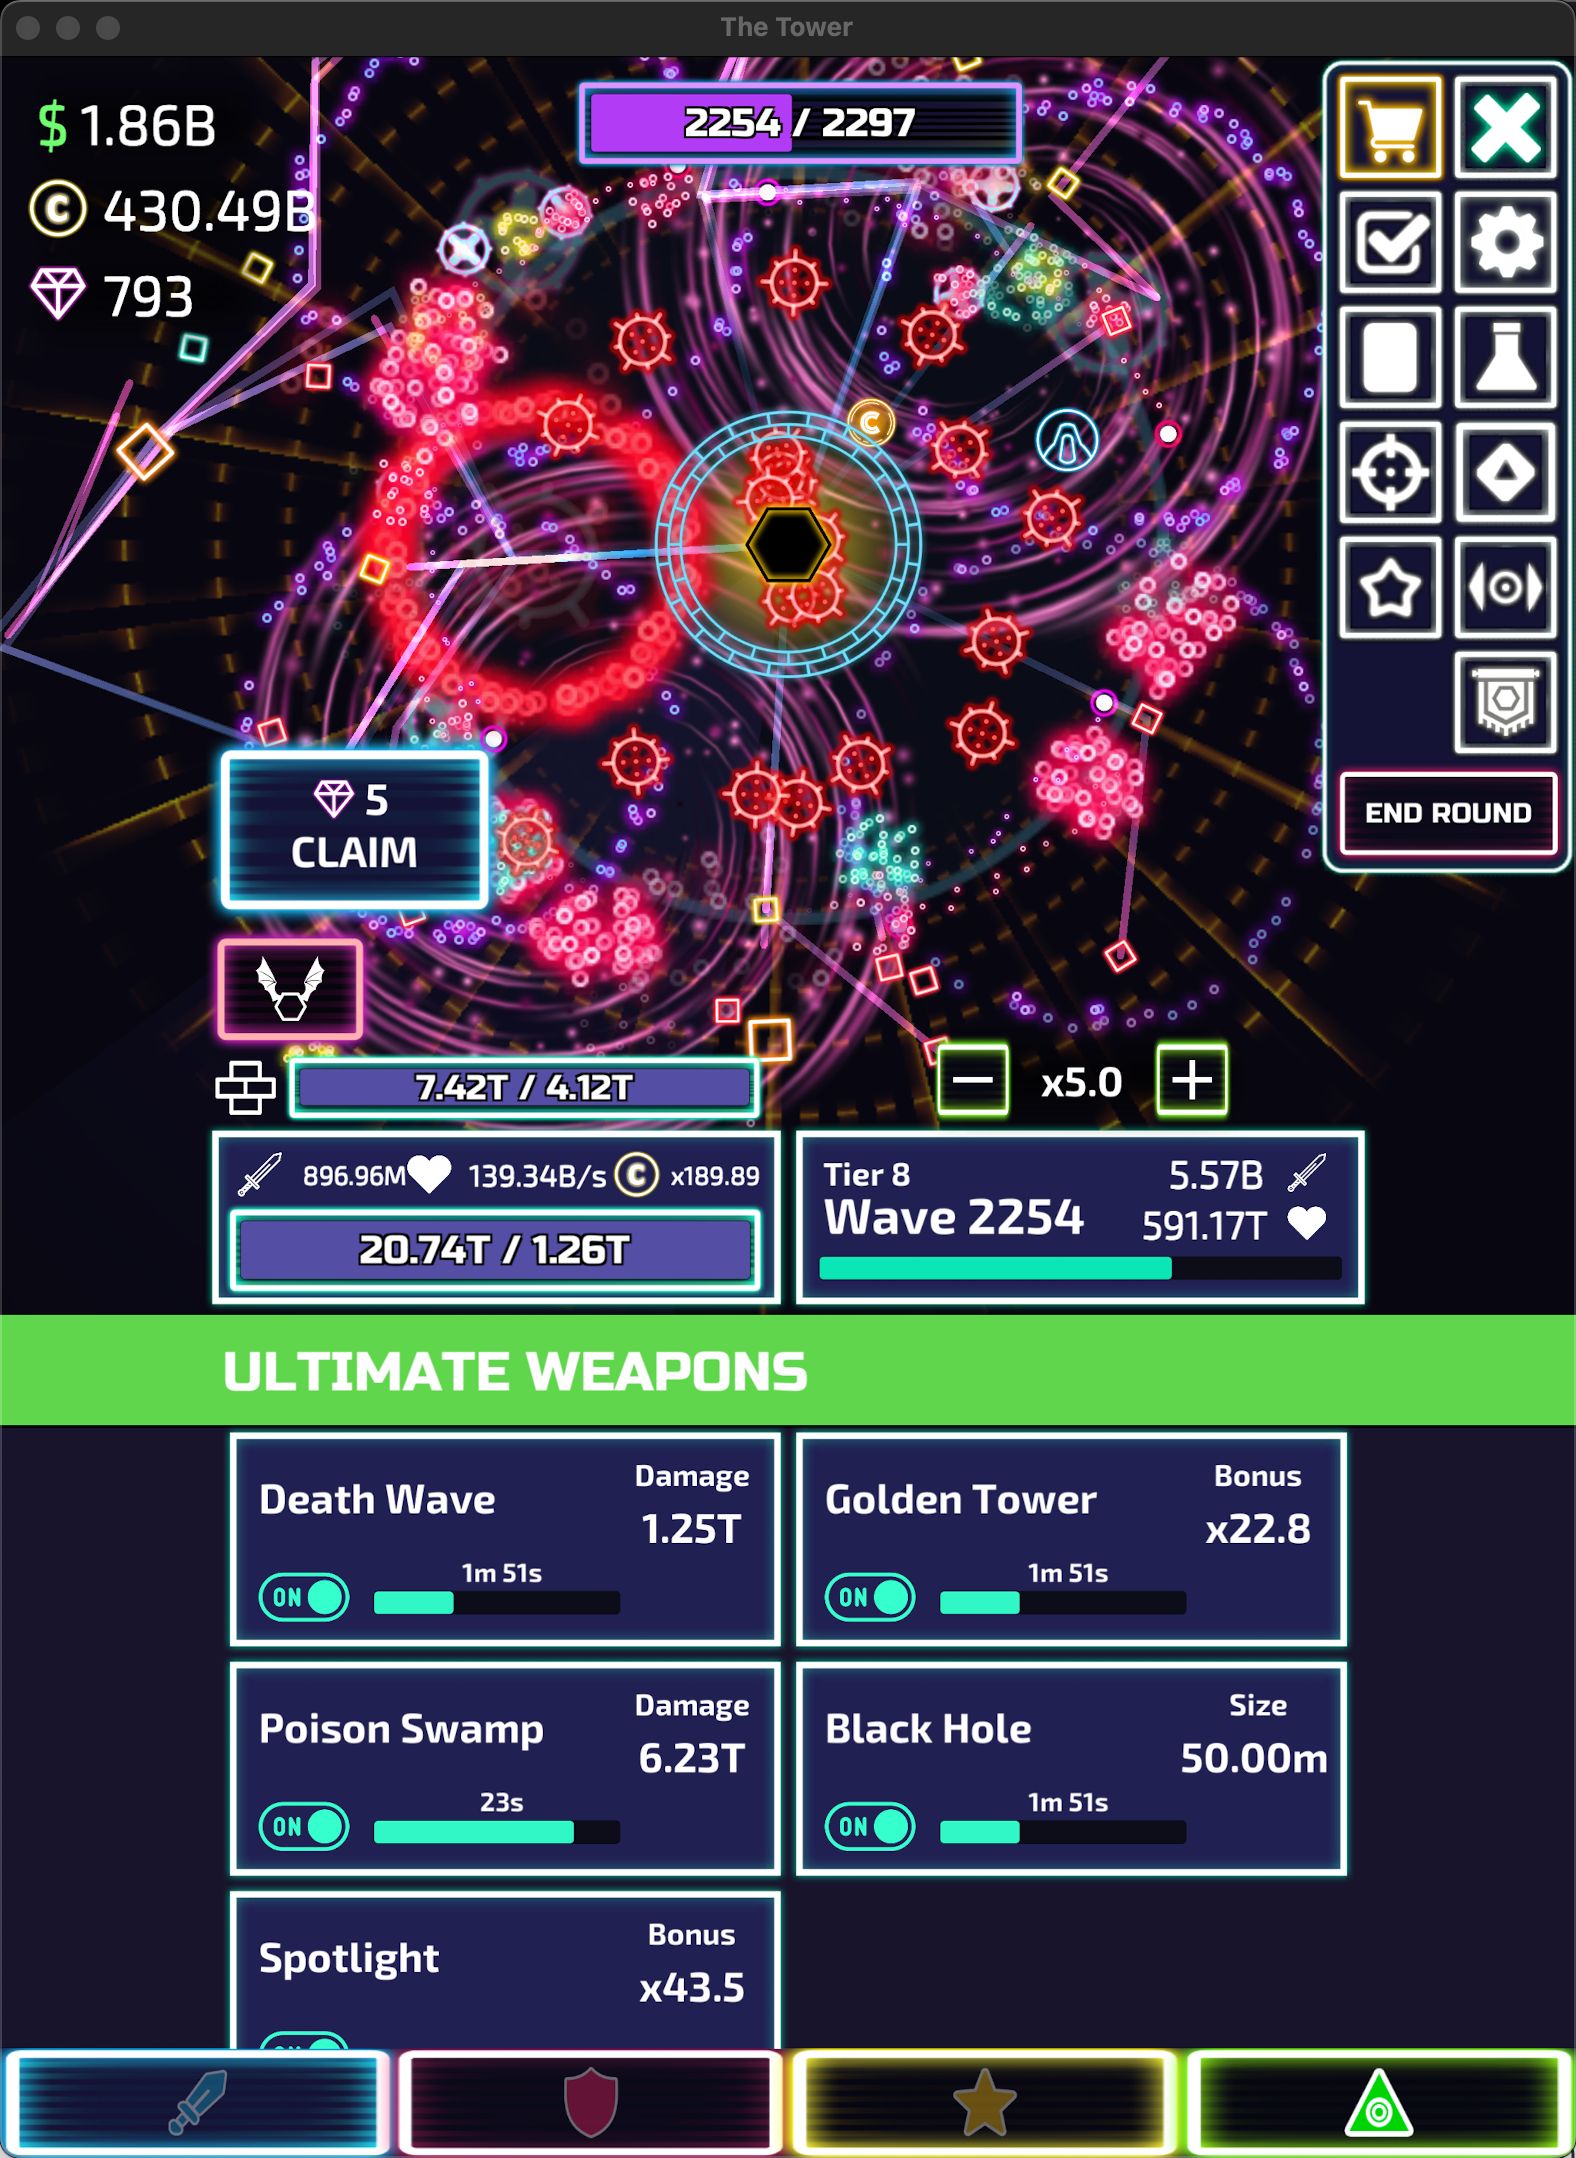 The Tower
$ 1.86B
2254 / 2297
C 430.49B
793
C
5
CLAIM
END ROUND
7.42T / 4.12T
x5.0
896.96M 139.34B/s C x189.89
20.74T / 1.26T
Tier 8 5.57B
Wave 2254 591.17T
ULTIMATE WEAPONS
Death Wave
Damage
1.25T
ON 1m 51s
Golden Tower
Bonus
x22.8
ON 1m 51s
Poison Swamp
Damage
6.23T
ON 23s
Black Hole
Size
50.00m
ON 1m 51s
Spotlight
Bonus
x43.5
ON